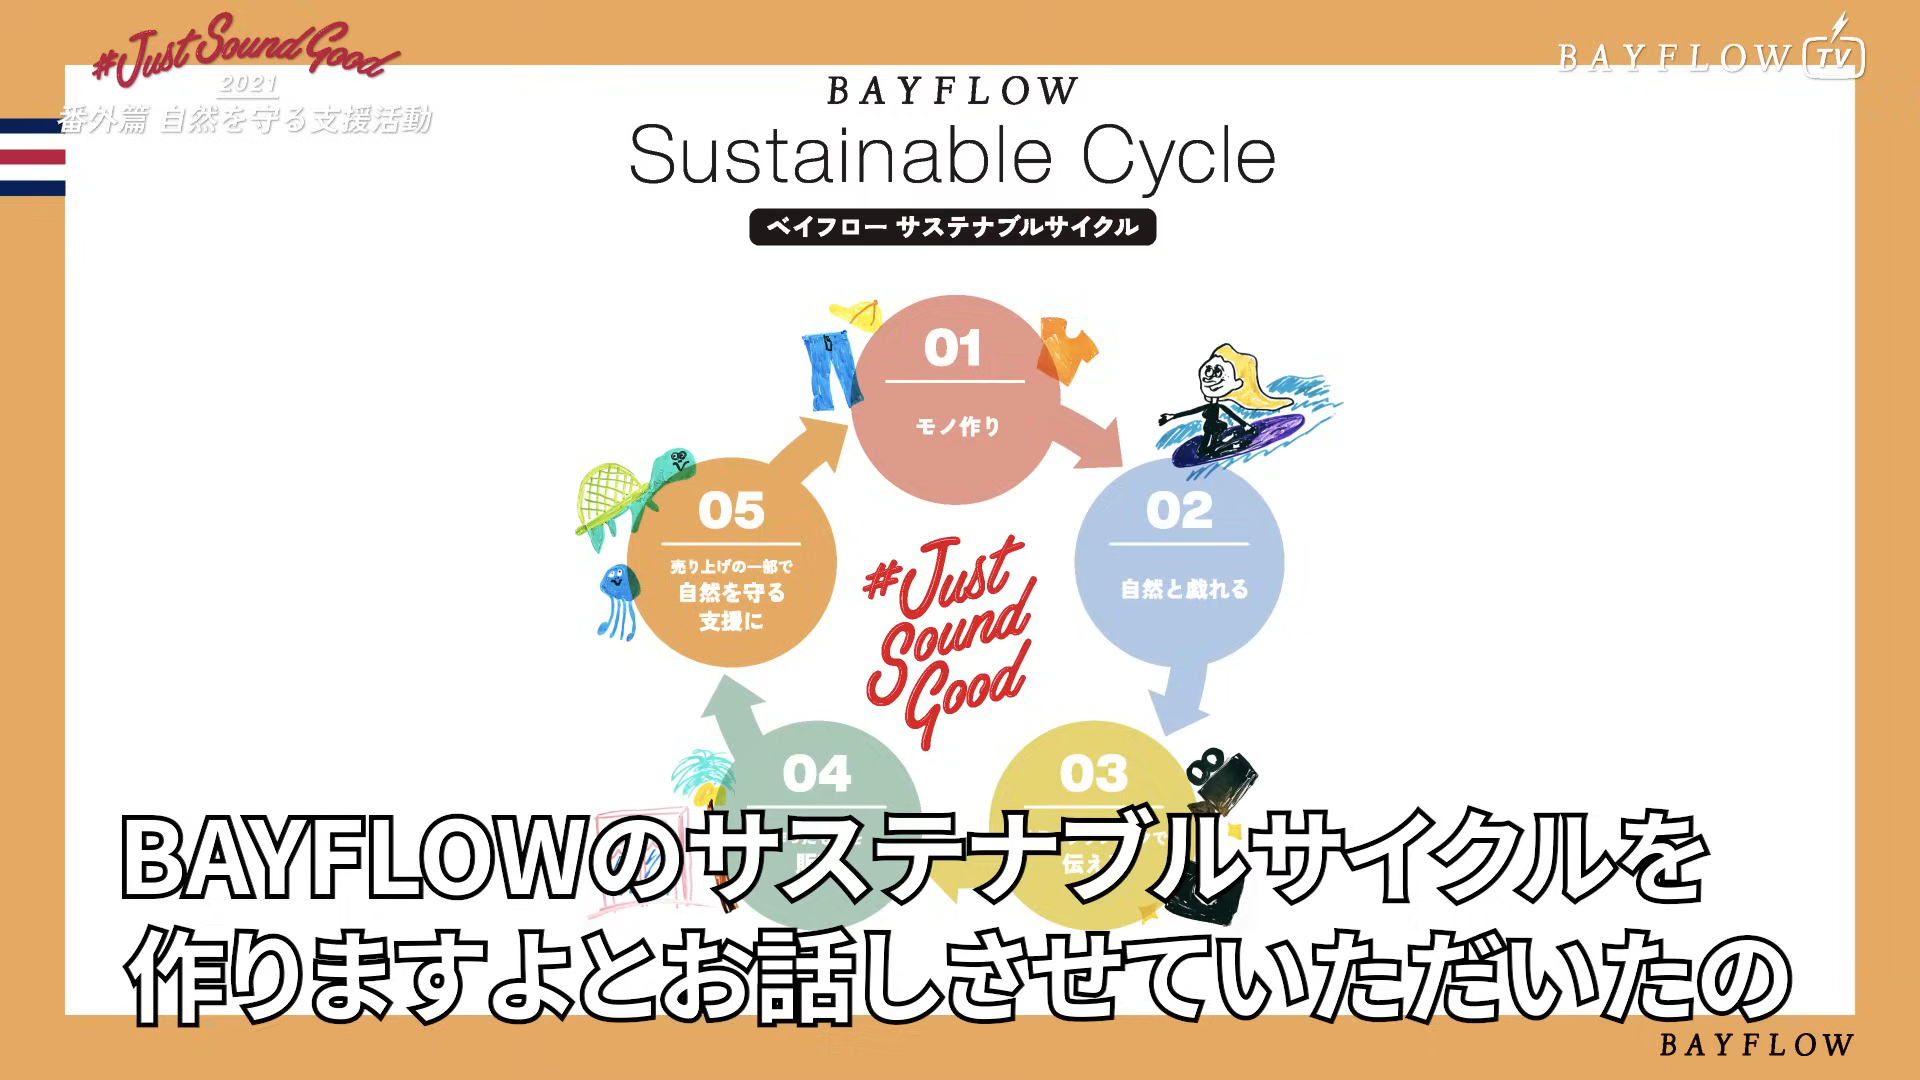 #Just Sound Good
2021
番外篇 自然を守る支援活動
BAYFLOW TV
BAYFLOW
Sustainable Cycle
ベイフロー サステナブルサイクル
01
モノ作り
02
自然と戯れる
03
伝え
04
05
売り上げの一部で
自然を守る
支援に
#Just
Sound
Good
BAYFLOWのサステナブルサイクルを
作りますよとお話しさせていただいたの
BAYFLOW